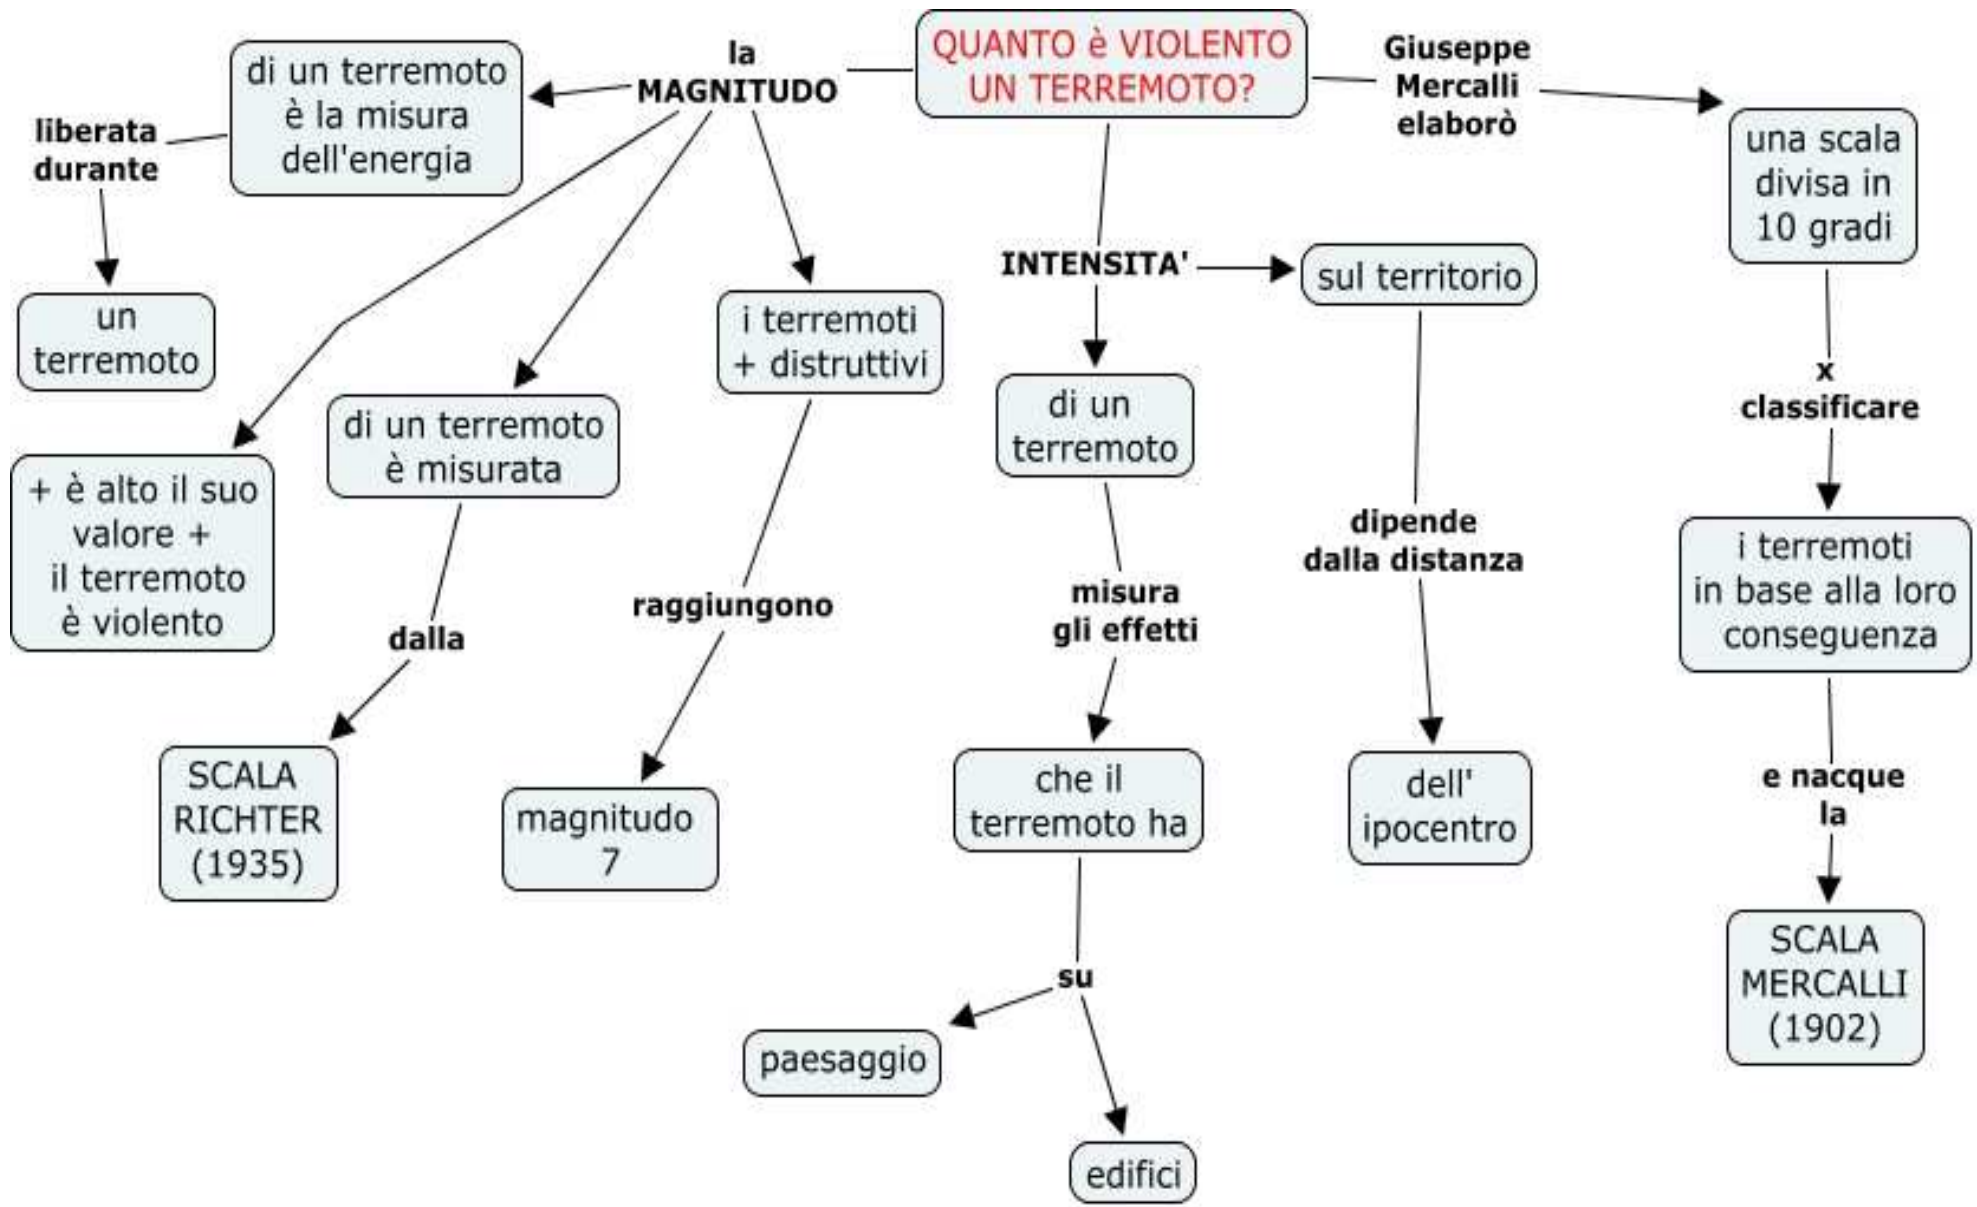 QUANTO è VIOLENTO
UN TERREMOTO?
la
MAGNITUDO
di un terremoto
è la misura
dell'energia
liberata
durante
un
terremoto
+ è alto il suo
valore +
il terremoto
è violento
di un terremoto
è misurata
dalla
SCALA
RICHTER
(1935)
i terremoti
+ distruttivi
raggiungono
magnitudo
7
INTENSITA'
di un
terremoto
misura
gli effetti
che il
terremoto ha
su
paesaggio
edifici
sul territorio
dipende
dalla distanza
dell'
ipocentro
Giuseppe
Mercalli
elaborò
una scala
divisa in
10 gradi
x
classificare
i terremoti
in base alla loro
conseguenza
e nacque
la
SCALA
MERCALLI
(1902)